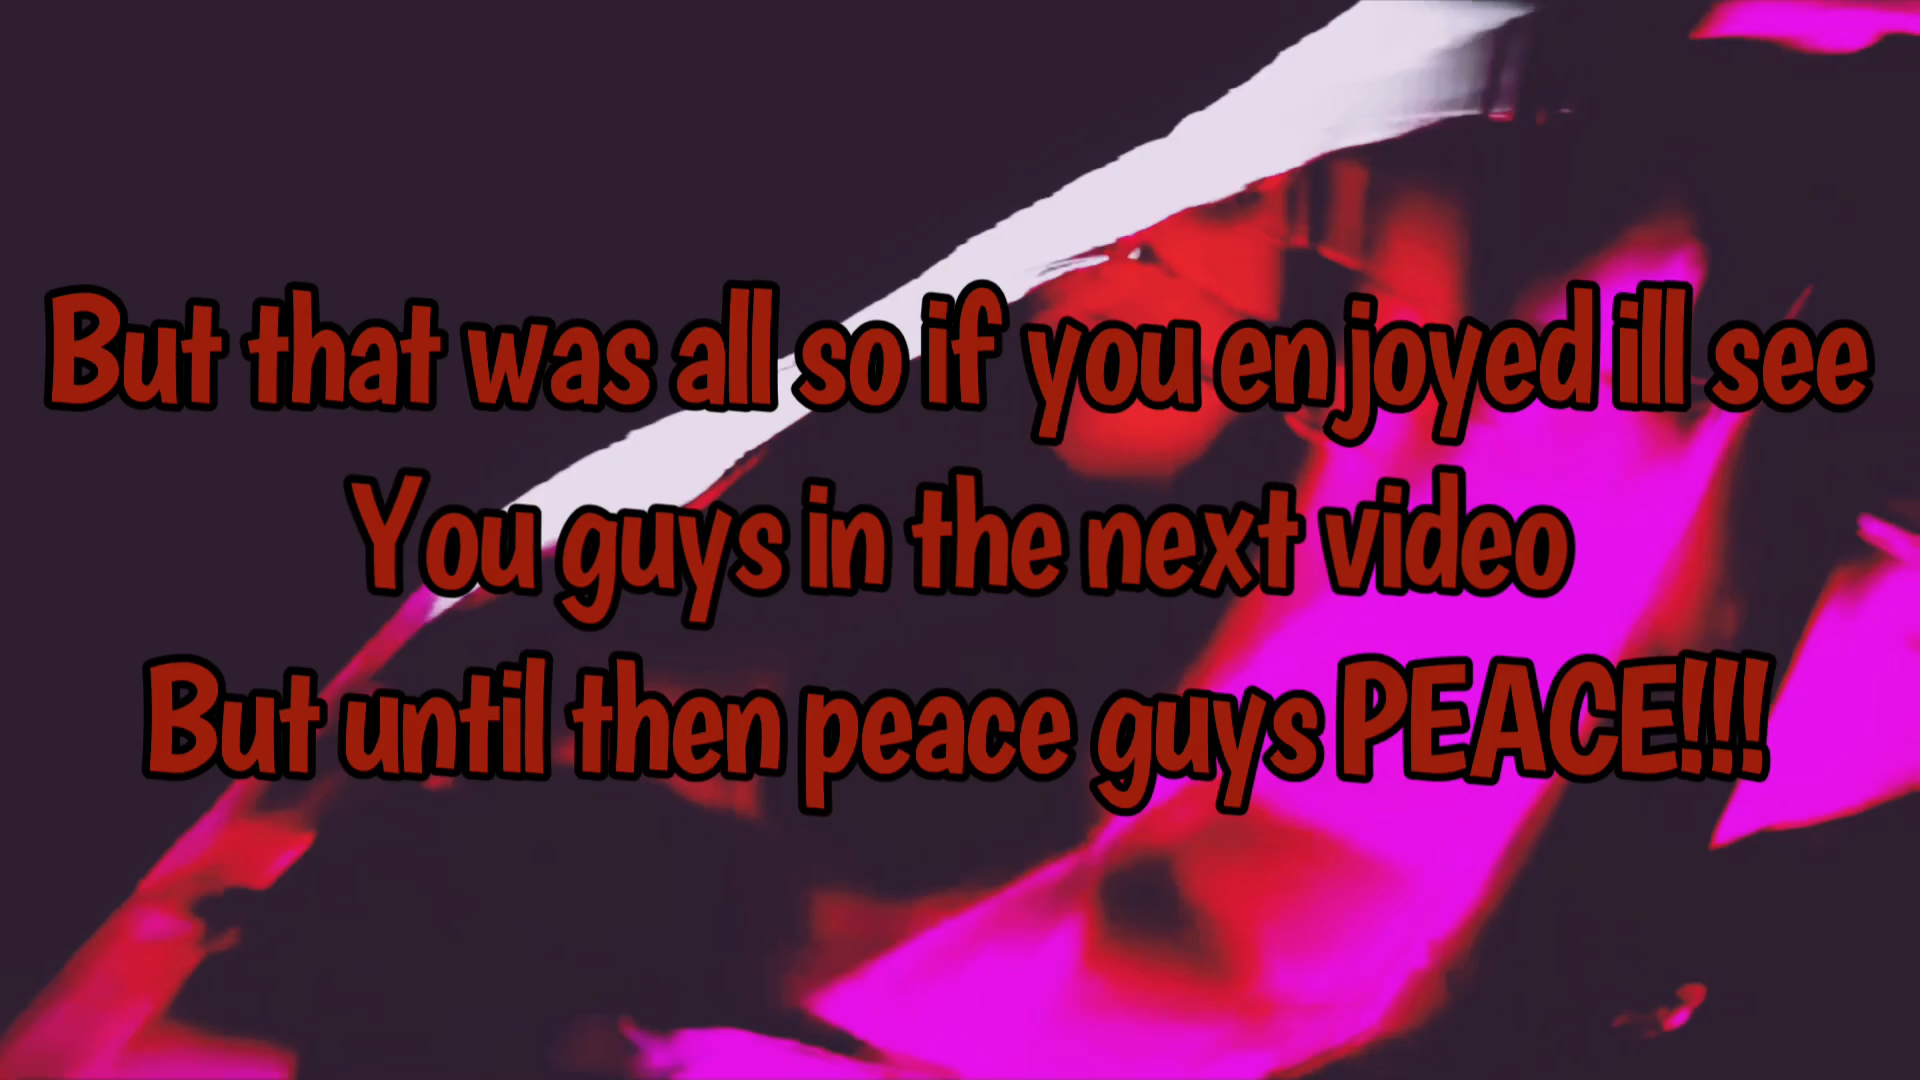 But that was all so if you enjoyed ill see
You guys in the next video
But until then peace guys PEACE!!!